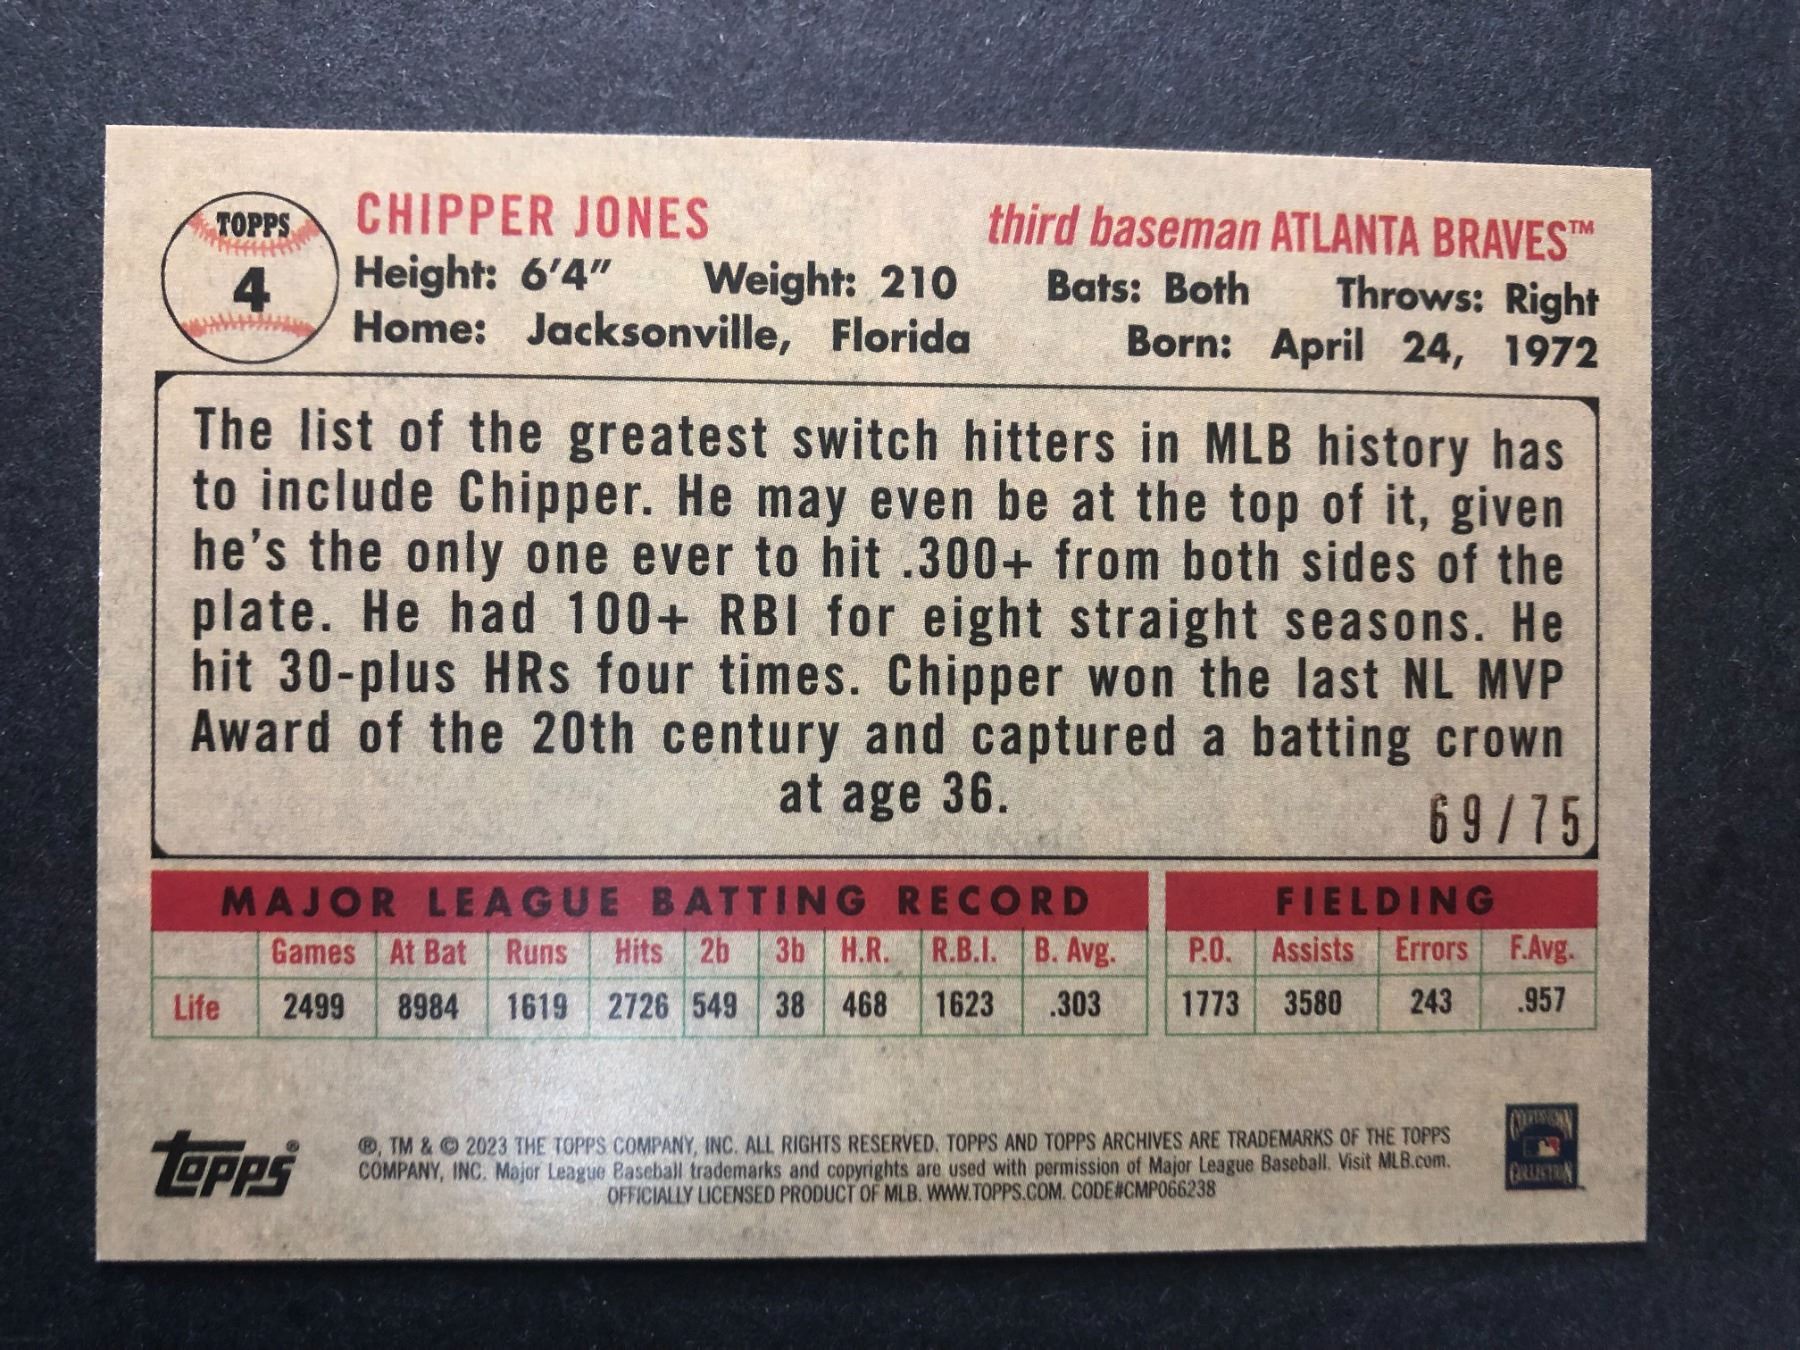 TOPPS
4
CHIPPER JONES
third baseman ATLANTA BRAVES™
Height: 6'4" Weight: 210 Bats: Both Throws: Right
Home: Jacksonville, Florida Born: April 24, 1972
The list of the greatest switch hitters in MLB history has
to include Chipper. He may even be at the top of it, given
he's the only one ever to hit .300+ from both sides of the
plate. He had 100+ RBI for eight straight seasons. He
hit 30-plus HRs four times. Chipper won the last NL MVP
Award of the 20th century and captured a batting crown
at age 36.
69/75
MAJOR LEAGUE BATTING RECORD FIELDING
Games At Bat Runs Hits 2b 3b H.R. R.B.I. B. Avg. P.O. Assists Errors F.Avg.
Life 2499 8984 1619 2726 549 38 468 1623 .303 1773 3580 243 .957
topps®
®, TM & © 2023 THE TOPPS COMPANY, INC. ALL RIGHTS RESERVED. TOPPS AND TOPPS ARCHIVES ARE TRADEMARKS OF THE TOPPS
COMPANY, INC. Major League Baseball trademarks and copyrights are used with permission of Major League Baseball. Visit MLB.com.
OFFICIALLY LICENSED PRODUCT OF MLB. WWW.TOPPS.COM. CODE#CMP066238
COOPERSTOWN
COLLECTION